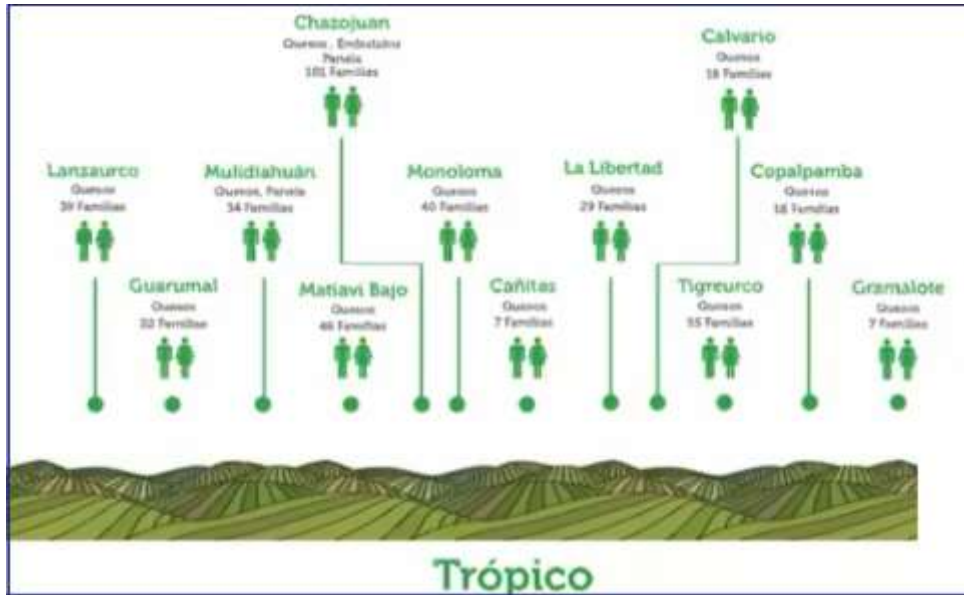 Chazojuan
Quesos, Embutidos
Panela
101 Familias
Calvario
Quesos
18 Familias
Lanzaurco
Quesos
39 Familias
Mulidiahuán
Quesos, Panela
34 Familias
Monoloma
Quesos
40 Familias
La Libertad
Quesos
29 Familias
Copalpamba
Quesos
18 Familias
Guarumal
Quesos
Familias
Matiavi Bajo
Quesos
46 Familias
Cañitas
Quesos
7 Familias
Tigreurco
Quesos
Familias
Gramalote
Quesos
7 Familias
Trópico